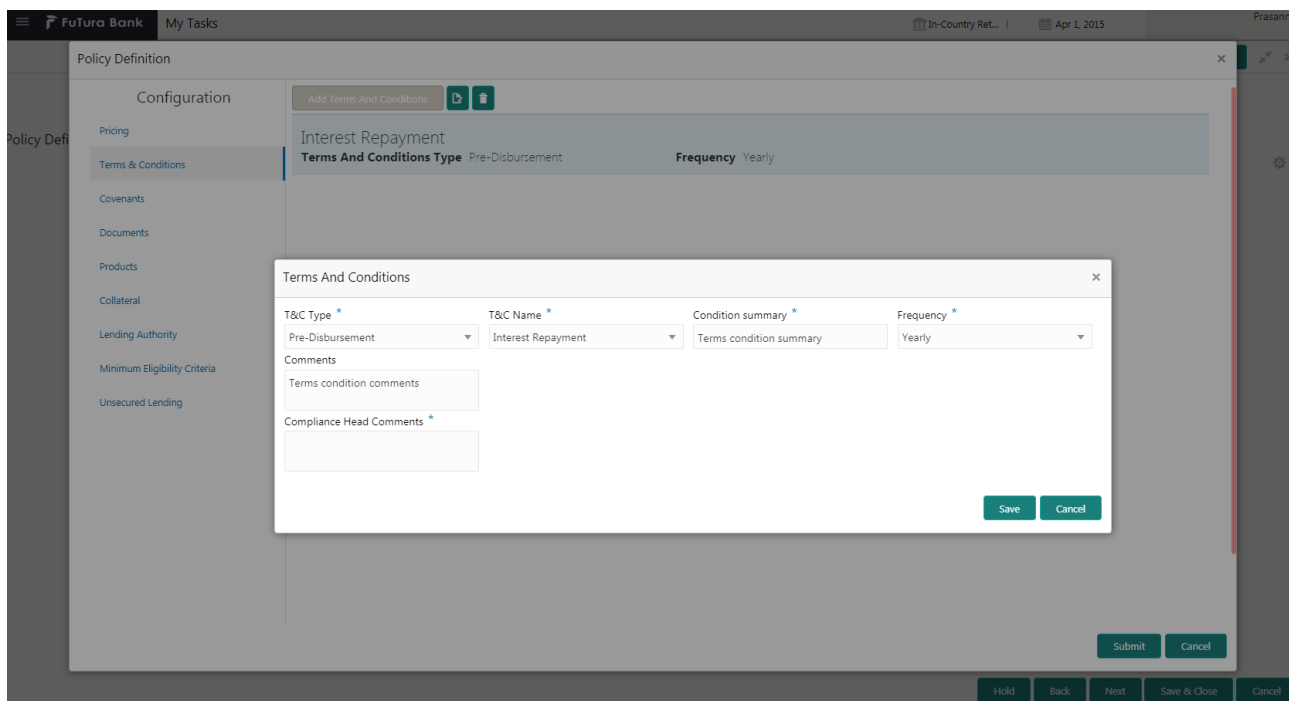 FuTura Bank My Tasks In-Country Ret... ( Apr 1, 2015 Prasann
Policy Definition
Configuration Add Terms And Conditions
Policy Defi
Pricing
Interest Repayment
Terms And Conditions Type Pre-Disbursement Frequency Yearly
Terms & Conditions
Covenants
Documents
Products
Collateral
Lending Authority
Minimum Eligibility Criteria
Unsecured Lending
Terms And Conditions
T&C Type * T&C Name * Condition summary * Frequency *
Pre-Disbursement Interest Repayment Terms condition summary Yearly
Comments
Terms condition comments
Compliance Head Comments *
Save Cancel
Submit Cancel
Hold Back Next Save & Close Cancel